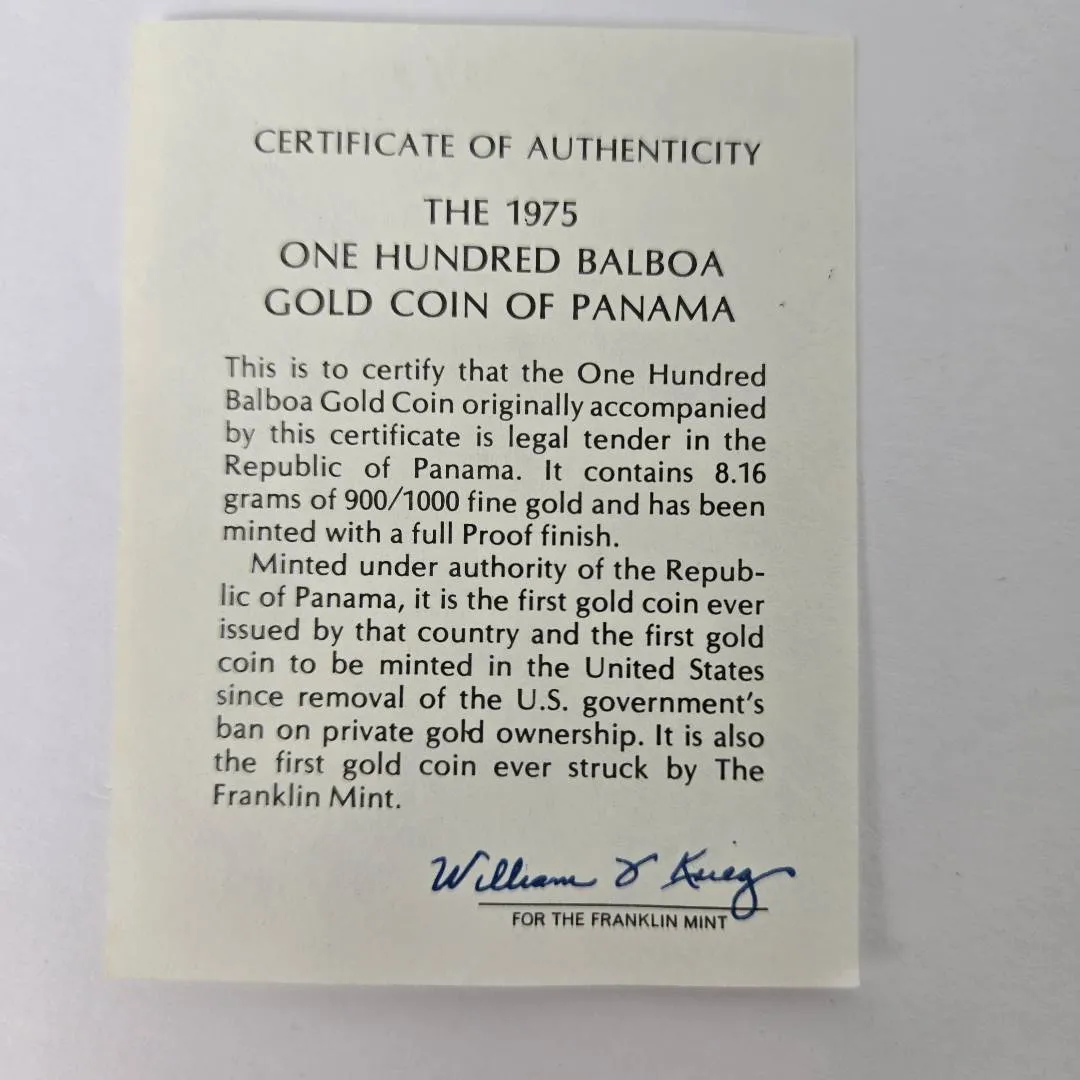 CERTIFICATE OF AUTHENTICITY
THE 1975
ONE HUNDRED BALBOA
GOLD COIN OF PANAMA
This is to certify that the One Hundred
Balboa Gold Coin originally accompanied
by this certificate is legal tender in the
Republic of Panama. It contains 8.16
grams of 900/1000 fine gold and has been
minted with a full Proof finish.
Minted under authority of the Repub-
lic of Panama, it is the first gold coin ever
issued by that country and the first gold
coin to be minted in the United States
since removal of the U.S. government's
ban on private gold ownership. It is also
the first gold coin ever struck by The
Franklin Mint.
William F Krieg
FOR THE FRANKLIN MINT